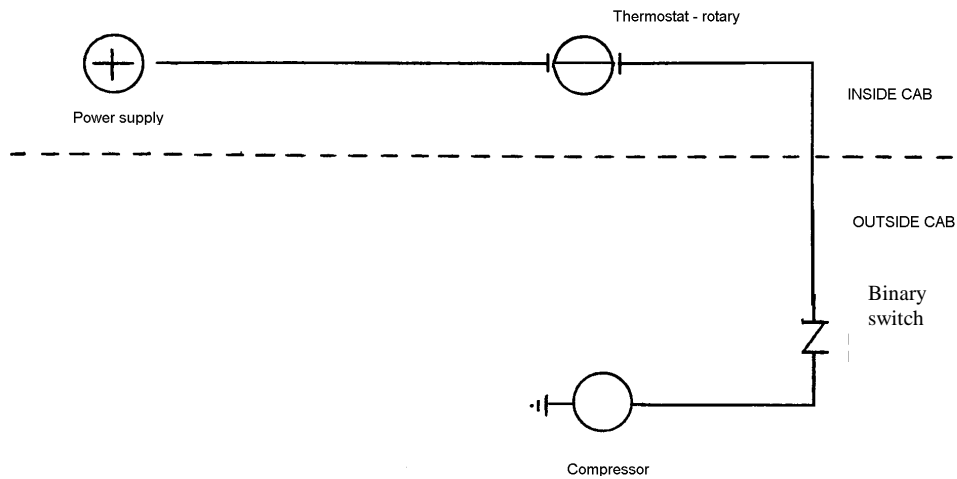 Thermostat - rotary
Power supply
INSIDE CAB
OUTSIDE CAB
Binary
switch
Compressor